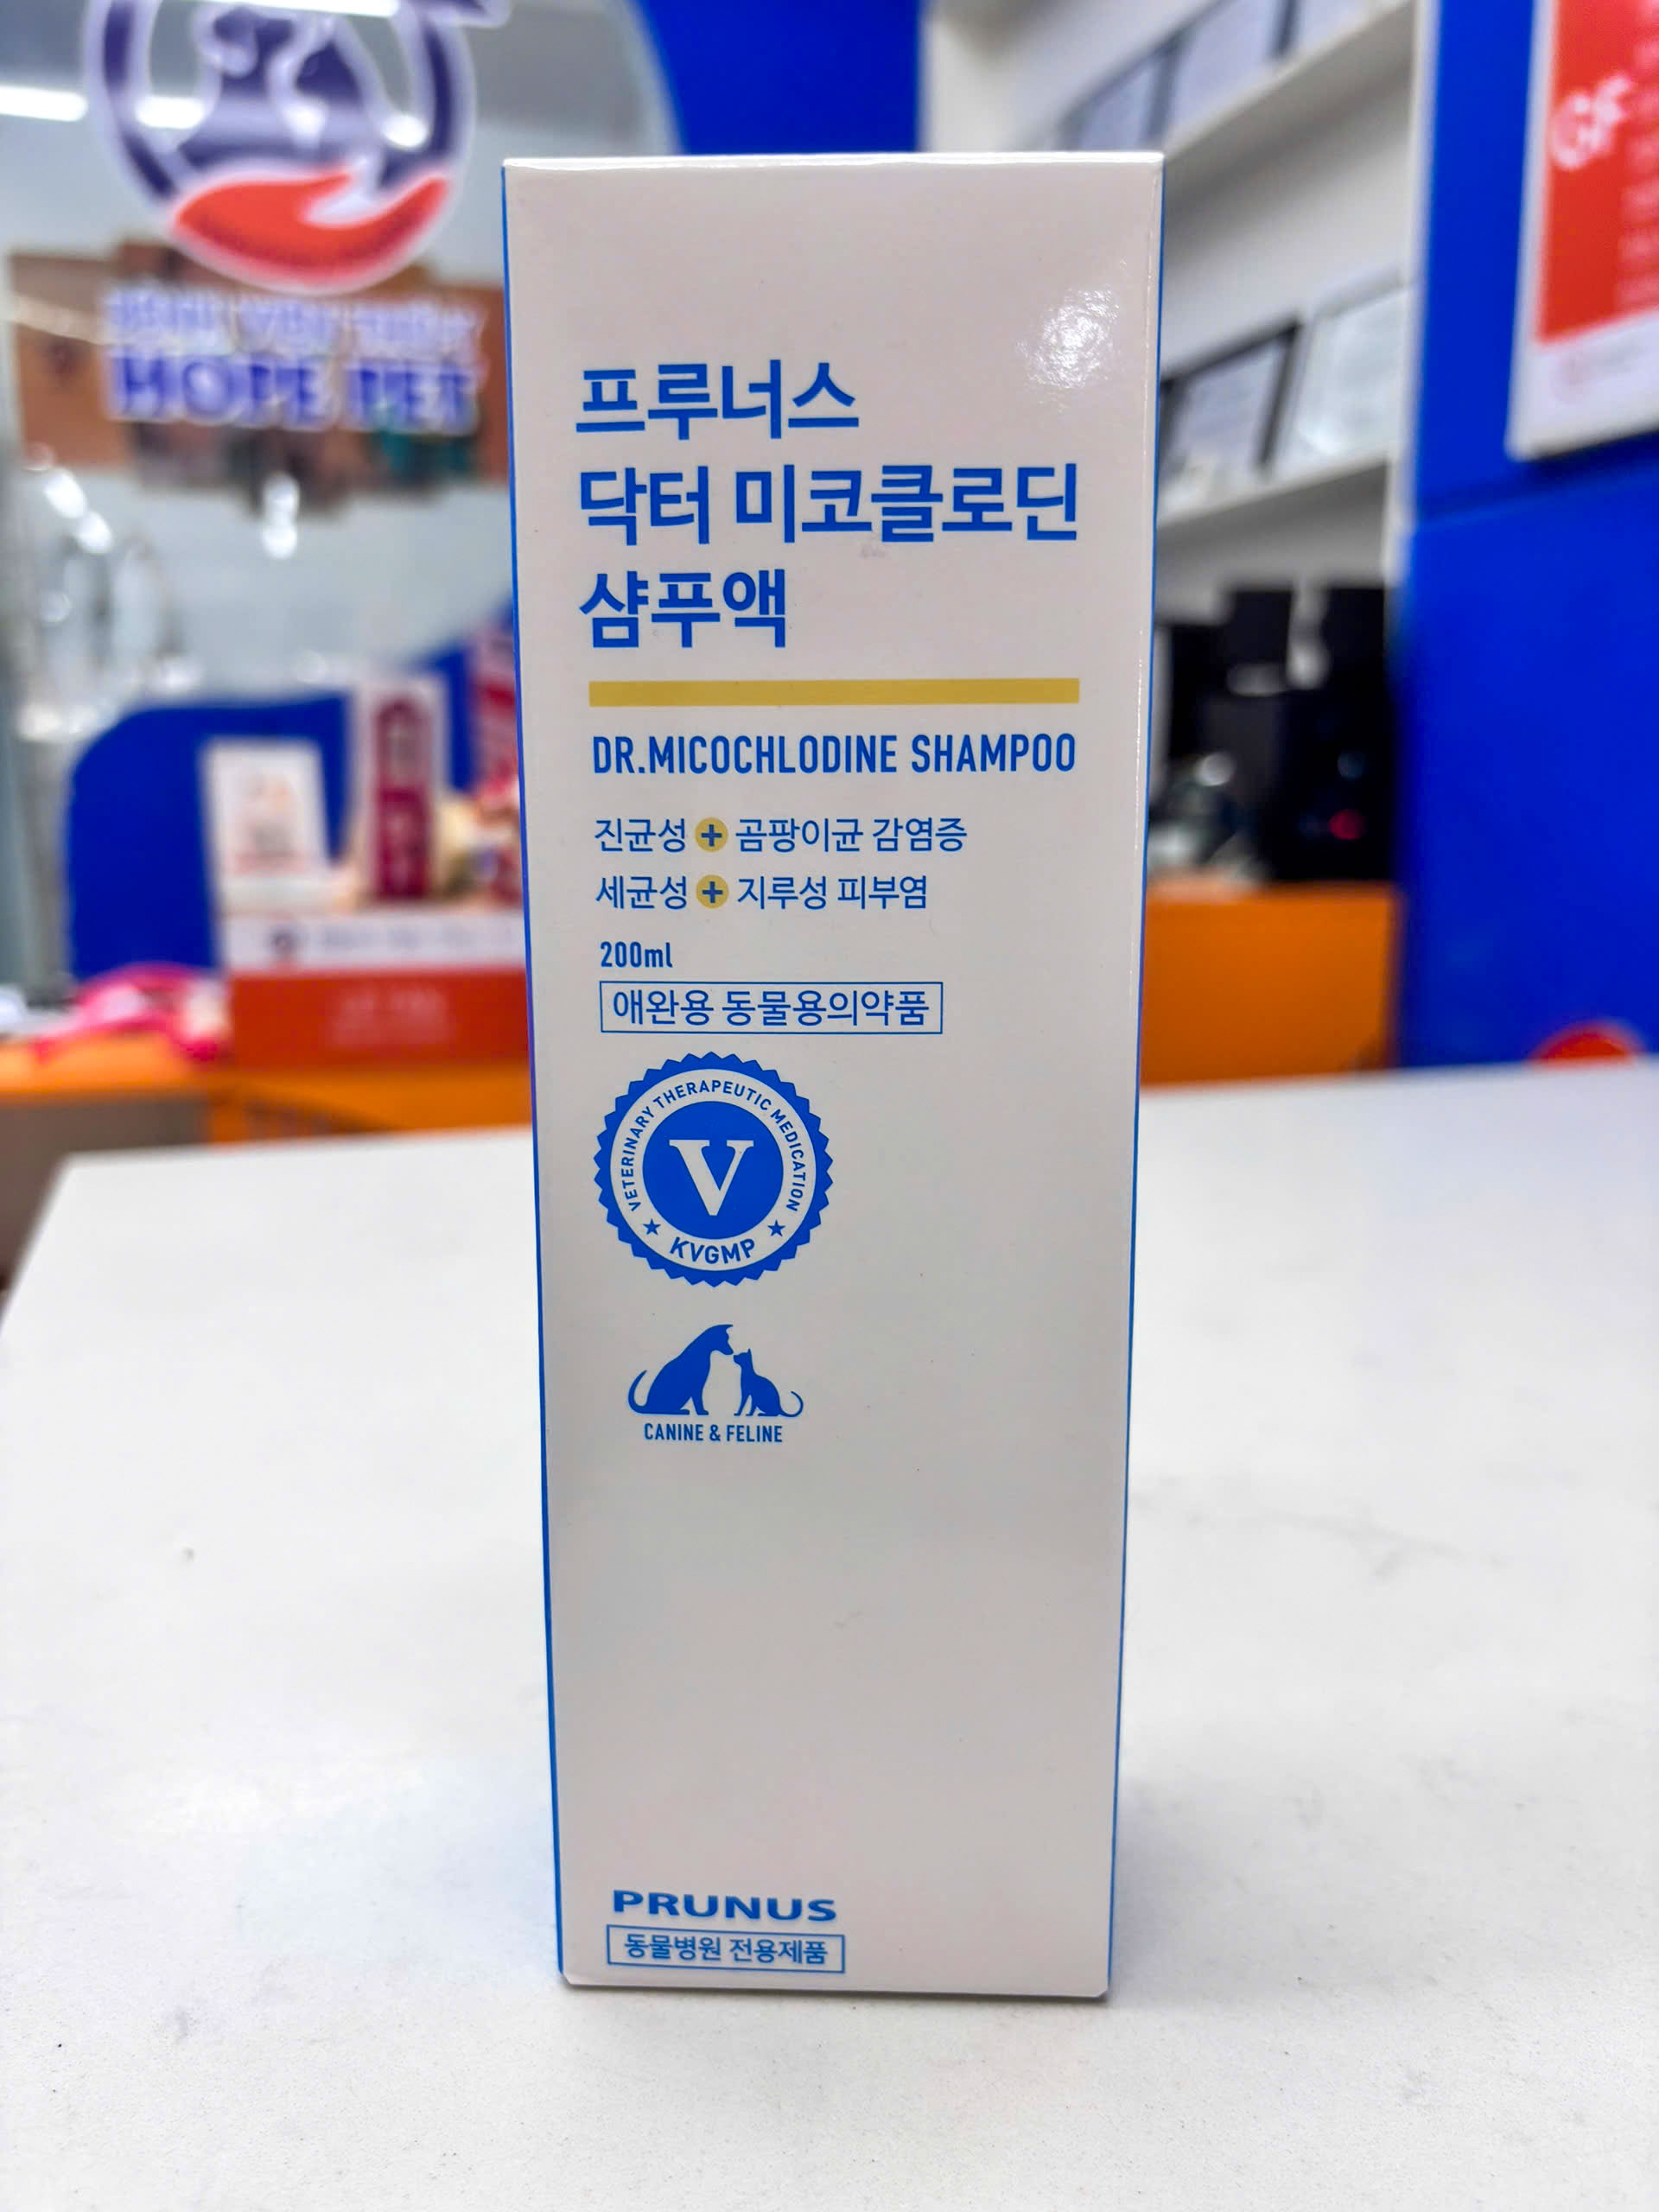 HOPE PET
GF
프루너스
닥터 미코클로딘
샴푸액
DR.MICOCHLODINE SHAMPOO
진균성 + 곰팡이균 감염증
세균성 + 지루성 피부염
200ml
애완용 동물용의약품
VETERINARY THERAPEUTIC MEDICATION
V
★ KVGMP ★
CANINE & FELINE
PRUNUS
동물병원 전용제품